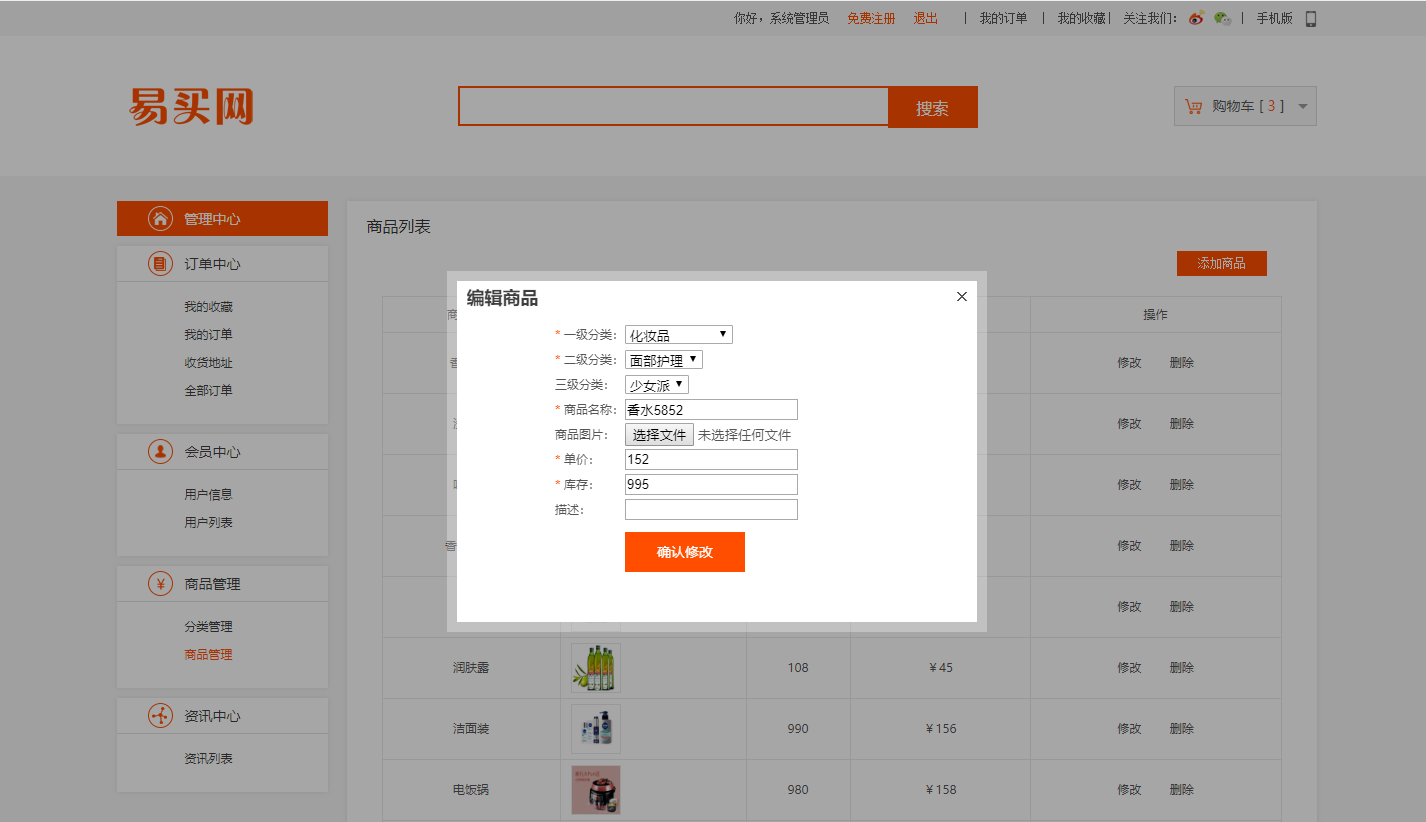 你好，系统管理员 免费注册 退出 | 我的订单 | 我的收藏| 关注我们： | 手机版
易买网
搜索
购物车 [ 3 ]
管理中心
订单中心
我的收藏
我的订单
收货地址
全部订单
会员中心
用户信息
用户列表
商品管理
分类管理
商品管理
资讯中心
资讯列表
商品列表
添加商品
操作
修改 删除
修改 删除
修改 删除
修改 删除
修改 删除
润肤露 108 ￥45 修改 删除
洁面装 990 ￥156 修改 删除
电饭锅 980 ￥158 修改 删除
编辑商品
* 一级分类： 化妆品
* 二级分类： 面部护理
三级分类： 少女派
* 商品名称： 香水5852
商品图片： 选择文件 未选择任何文件
* 单价： 152
* 库存： 995
描述：
确认修改